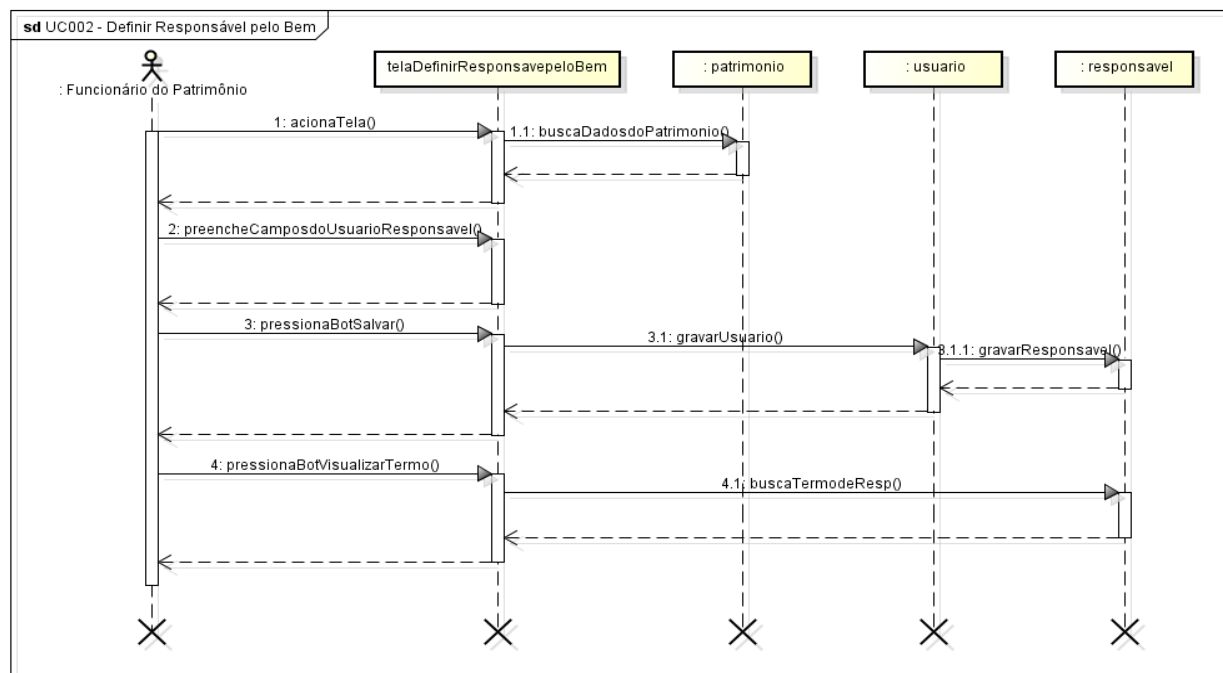 sd UC002 - Definir Responsável pelo Bem
: Funcionário do Patrimônio
telaDefinirResponsavepeloBem
: patrimonio
: usuario
: responsavel
1: acionaTela()
1.1: buscaDadosdoPatrimonio()
2: preencheCamposdoUsuarioResponsavel()
3: pressionaBotSalvar()
3.1: gravarUsuario()
3.1.1: gravarResponsavel()
4: pressionaBotVisualizarTermo()
4.1: buscaTermodeResp()